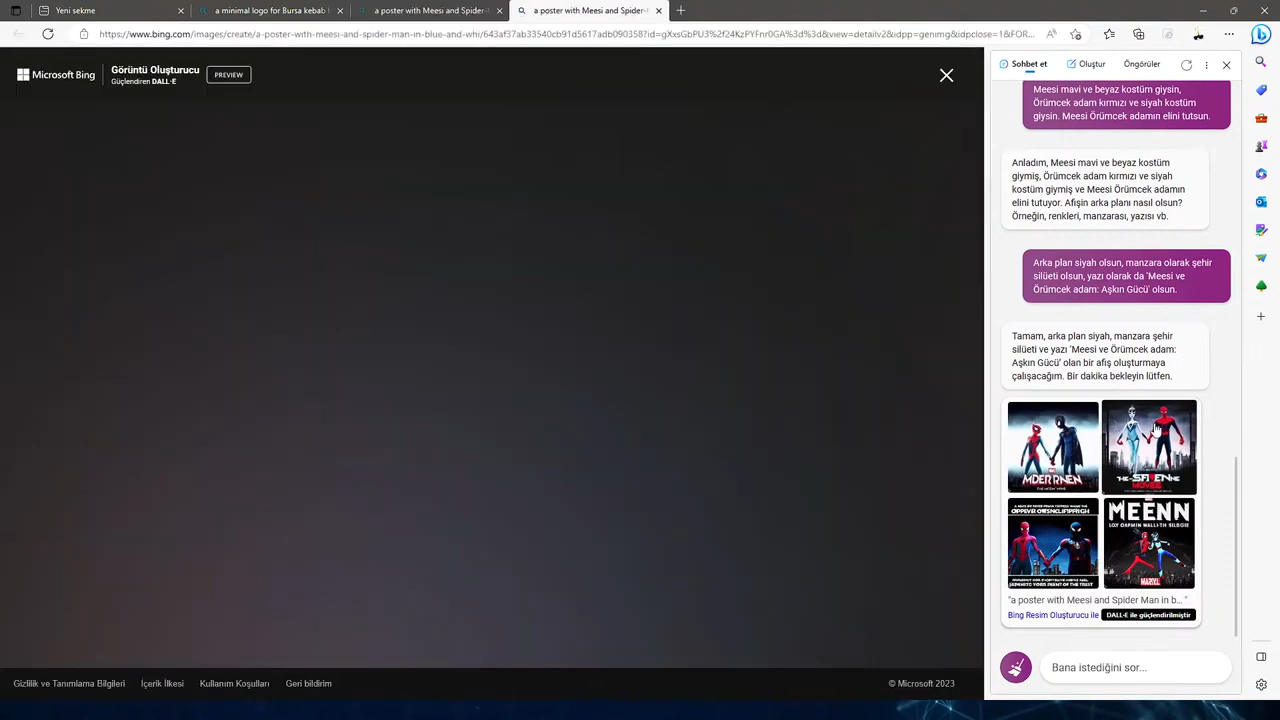 Yeni sekme
a minimal logo for Bursa kebab
a poster with Meesi and Spider-
a poster with Meesi and Spider-
https://www.bing.com/images/create/a-poster-with-meesi-and-spider-man-in-blue-and-whi/643af37ab33540cb91d5617adb090358?id=gXxsGbPU3%2f24KzPYFnr0GA%3d%3d&view=detailv2&idpp=genimg&idpclose=1&FOR...
Microsoft Bing
Görüntü Oluşturucu
Güçlendiren DALL·E
PREVIEW
Sohbet et
Oluştur
Öngörüler
Meesi mavi ve beyaz kostüm giysin,
Örümcek adam kırmızı ve siyah kostüm
giysin. Meesi Örümcek adamın elini tutsun.
Anladım, Meesi mavi ve beyaz kostüm
giymiş, Örümcek adam kırmızı ve siyah
kostüm giymiş ve Meesi Örümcek adamın
elini tutuyor. Afişin arka planı nasıl olsun?
Örneğin, renkleri, manzarası, yazısı vb.
Arka plan siyah olsun, manzara olarak şehir
silüeti olsun, yazı olarak da 'Meesi ve
Örümcek adam: Aşkın Gücü' olsun.
Tamam, arka plan siyah, manzara şehir
silüeti ve yazı 'Meesi ve Örümcek adam:
Aşkın Gücü' olan bir afiş oluşturmaya
çalışacağım. Bir dakika bekleyin lütfen.
MDER RAEN
MEENN
MARVXL
"a poster with Meesi and Spider Man in b... "
Bing Resim Oluşturucu ile
DALL·E ile güçlendirilmiştir
Bana istediğini sor...
Gizlilik ve Tanımlama Bilgileri
İçerik İlkesi
Kullanım Koşulları
Geri bildirim
© Microsoft 2023